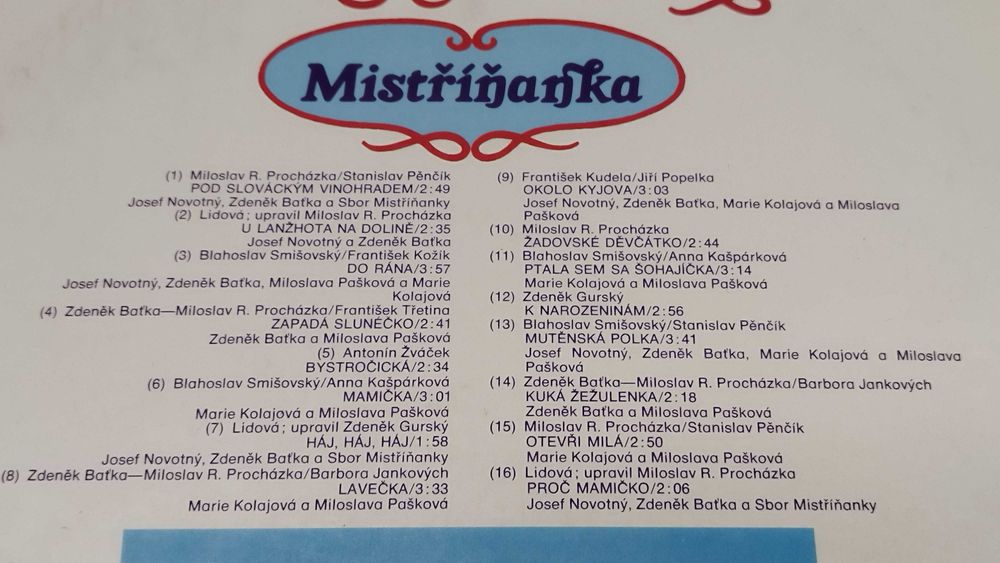 Mistříňanka
(1) Miloslav R. Procházka/Stanislav Pěnčík
POD SLOVÁCKÝM VINOHRADEM/2:49
Josef Novotný, Zdeněk Baťka a Sbor Mistříňanky
(2) Lidová; upravil Miloslav R. Procházka
U LANŽHOTA NA DOLINĚ/2:35
Josef Novotný a Zdeněk Baťka
(3) Blahoslav Smišovský/František Kožík
DO RÁNA/3:57
Josef Novotný, Zdeněk Baťka, Miloslava Pašková a Marie
Kolajová
(4) Zdeněk Baťka—Miloslav R. Procházka/František Třetina
ZAPADÁ SLUNÉČKO/2:41
Zdeněk Baťka a Miloslava Pašková
(5) Antonín Žváček
BYSTROČICKÁ/2:34
(6) Blahoslav Smišovský/Anna Kašpárková
MAMIČKA/3:01
Marie Kolajová a Miloslava Pašková
(7) Lidová; upravil Zdeněk Gurský
HÁJ, HÁJ, HÁJ/1:58
Josef Novotný, Zdeněk Baťka a Sbor Mistříňanky
(8) Zdeněk Baťka—Miloslav R. Procházka/Barbora Jankových
LAVEČKA/3:33
Marie Kolajová a Miloslava Pašková
(9) František Kudela/Jiří Popelka
OKOLO KYJOVA/3:03
Josef Novotný, Zdeněk Baťka, Marie Kolajová a Miloslava
Pašková
(10) Miloslav R. Procházka
ŽADOVSKÉ DĚVČÁTKO/2:44
(11) Blahoslav Smišovský/Anna Kašpárková
PTALA SEM SA ŠOHAJÍČKA/3:14
Marie Kolajová a Miloslava Pašková
(12) Zdeněk Gurský
K NAROZENINÁM/2:56
(13) Blahoslav Smišovský/Stanislav Pěnčík
MUTĚNSKÁ POLKA/3:41
Josef Novotný, Zdeněk Baťka, Marie Kolajová a Miloslava
Pašková
(14) Zdeněk Baťka—Miloslav R. Procházka/Barbora Jankových
KUKÁ ŽEŽULENKA/2:18
Zdeněk Baťka a Miloslava Pašková
(15) Miloslav R. Procházka/Stanislav Pěnčík
OTEVŘI MILÁ/2:50
Marie Kolajová a Miloslava Pašková
(16) Lidová; upravil Miloslav R. Procházka
PROČ MAMIČKO/2:06
Josef Novotný, Zdeněk Baťka a Sbor Mistříňanky